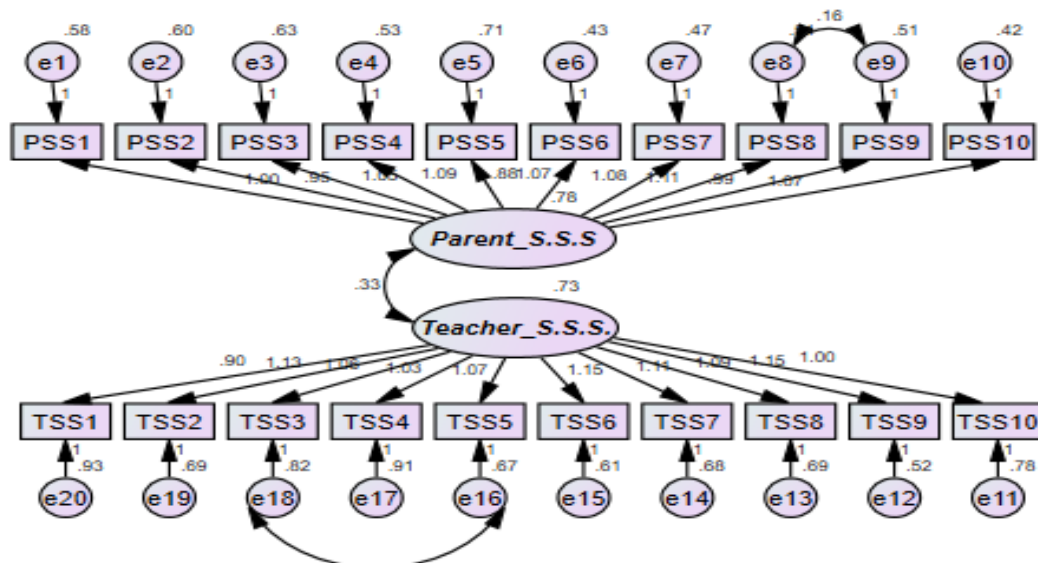 .58 .60 .63 .53 .71 .43 .47 .16 .51 .42
e1 e2 e3 e4 e5 e6 e7 e8 e9 e10
1 1 1 1 1 1 1 1 1 1
PSS1 PSS2 PSS3 PSS4 PSS5 PSS6 PSS7 PSS8 PSS9 PSS10
1.00 .95 1.09 .88 1.07 1.08 1.11 .99 1.07
.78
Parent_S.S.S
.33
.73
Teacher_S.S.S.
.90 1.13 1.06 1.03 1.07 1.15 1.11 1.09 1.15 1.00
TSS1 TSS2 TSS3 TSS4 TSS5 TSS6 TSS7 TSS8 TSS9 TSS10
1 1 1 1 1 1 1 1 1 1
.93 .69 .82 .91 .67 .61 .68 .69 .52 .78
e20 e19 e18 e17 e16 e15 e14 e13 e12 e11